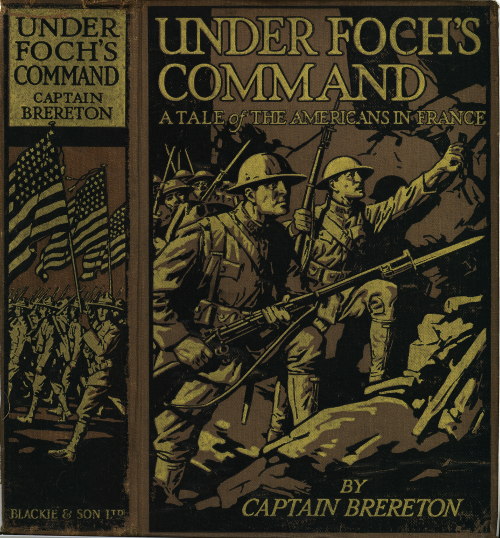 UNDER
FOCH'S
COMMAND
CAPTAIN
BRERETON
BLACKIE & SON LTD
UNDER FOCH'S
COMMAND
A TALE of THE AMERICANS IN FRANCE
BY
CAPTAIN BRERETON